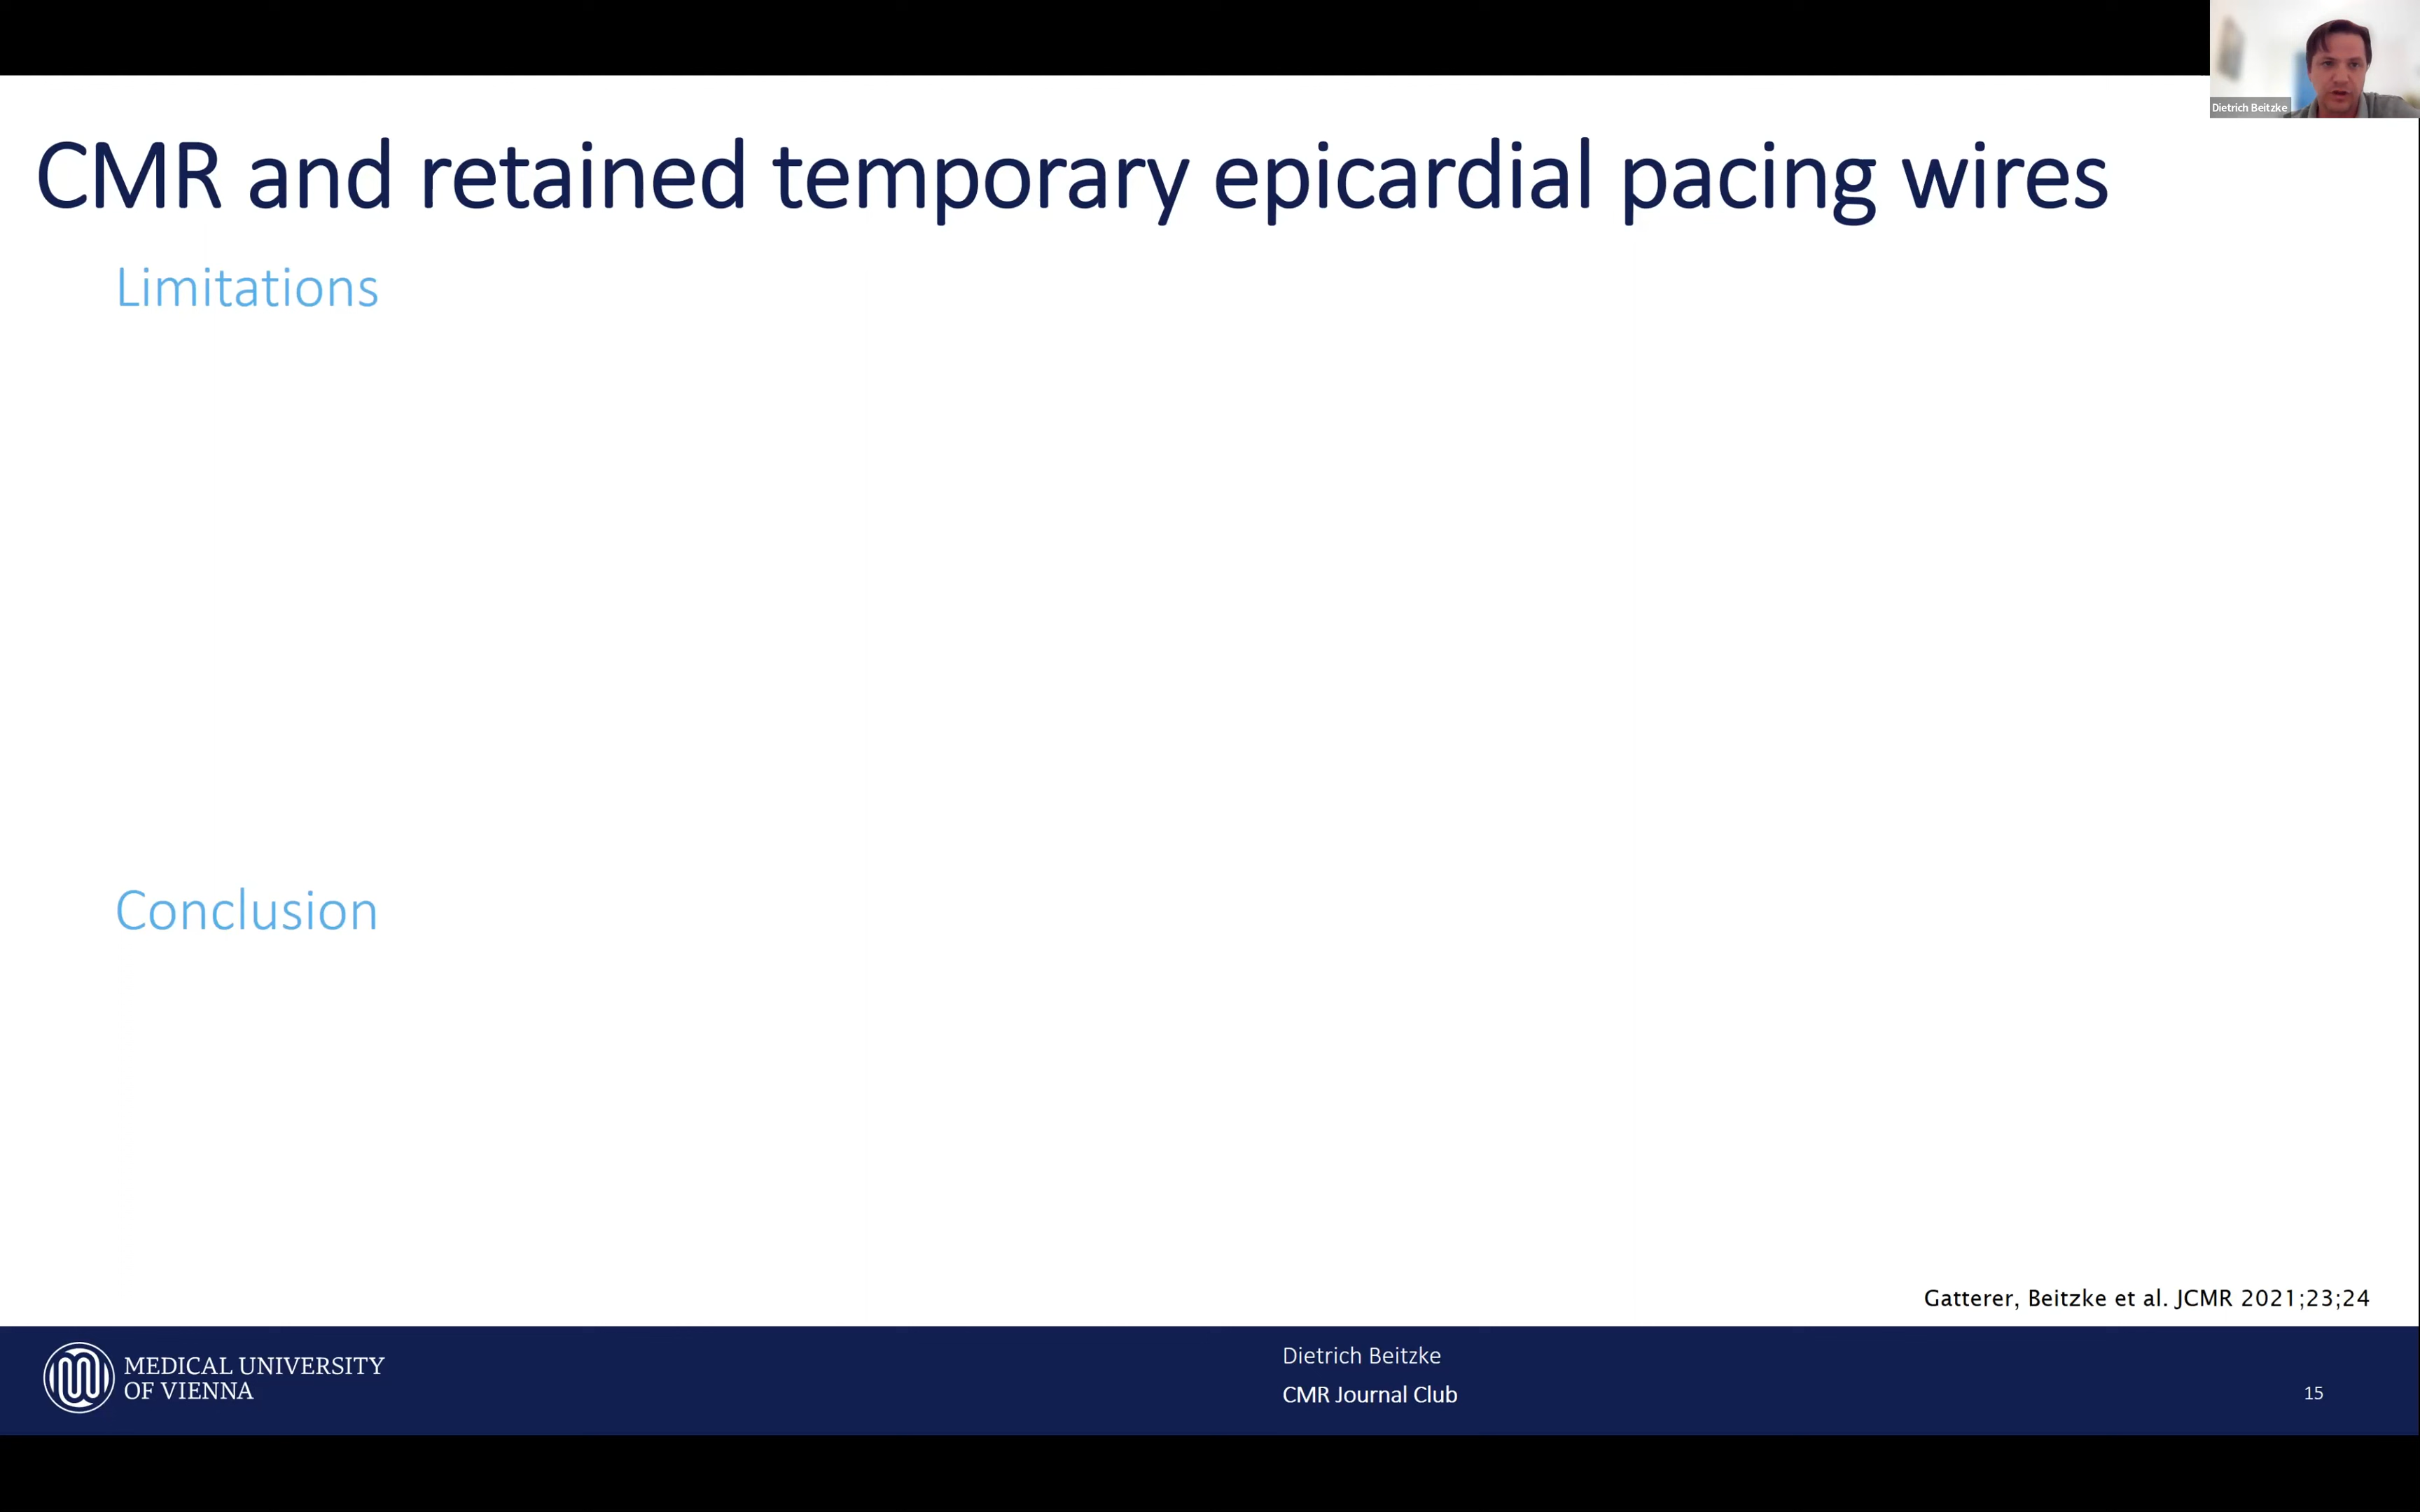 Dietrich Beitzke
CMR and retained temporary epicardial pacing wires
Limitations
Conclusion
Gatterer, Beitzke et al. JCMR 2021;23;24
MEDICAL UNIVERSITY
OF VIENNA
Dietrich Beitzke
CMR Journal Club
15